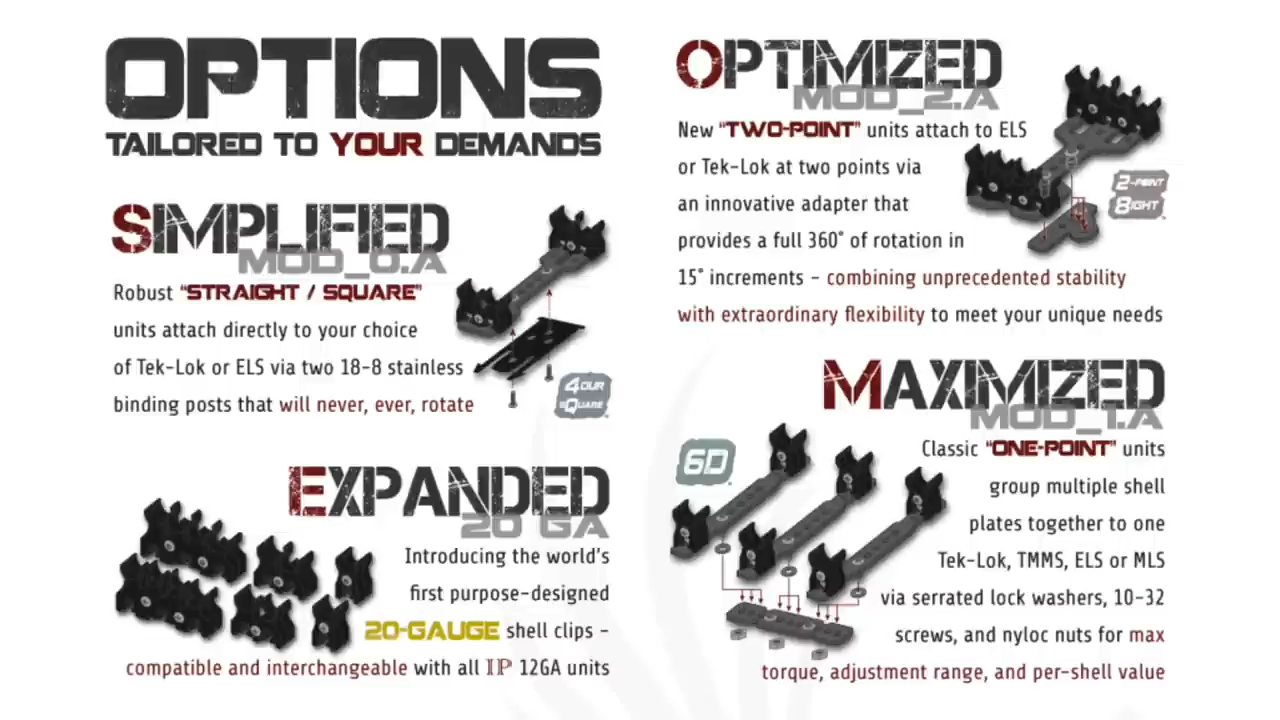 OPTIONS
TAILORED TO YOUR DEMANDS
SIMPLIFIED
MOD_0.A
Robust "STRAIGHT / SQUARE"
units attach directly to your choice
of Tek-Lok or ELS via two 18-8 stainless
binding posts that will never, ever, rotate
4OUR
SQUARE
EXPANDED
20 GA
Introducing the world's
first purpose-designed
20-GAUGE shell clips –
compatible and interchangeable with all IP 12GA units
OPTIMIZED
MOD_2.A
New "TWO-POINT" units attach to ELS
or Tek-Lok at two points via
an innovative adapter that
provides a full 360° of rotation in
15° increments – combining unprecedented stability
with extraordinary flexibility to meet your unique needs
2-POINT
8IGHT
MAXIMIZED
MOD_1.A
6D
Classic "ONE-POINT" units
group multiple shell
plates together to one
Tek-Lok, TMMS, ELS or MLS
via serrated lock washers, 10-32
screws, and nyloc nuts for max
torque, adjustment range, and per-shell value